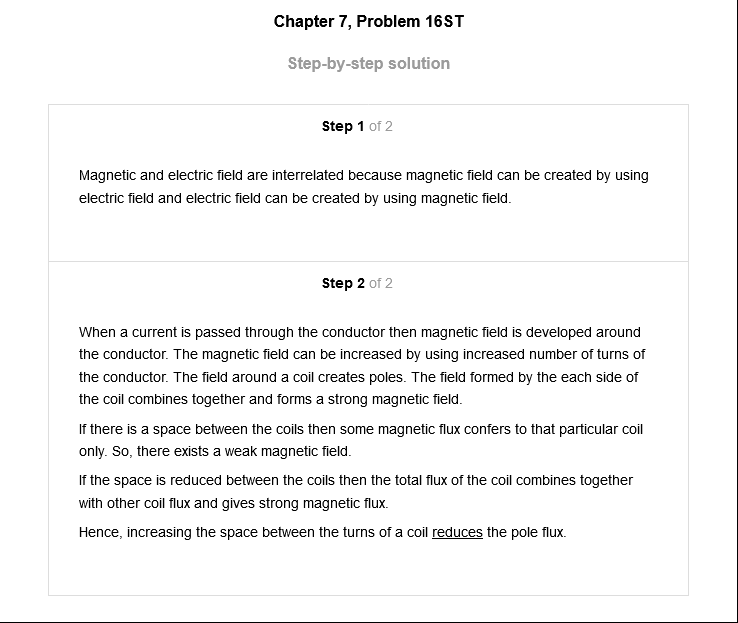 Chapter 7, Problem 16ST
Step-by-step solution
Step 1 of 2
Magnetic and electric field are interrelated because magnetic field can be created by using
electric field and electric field can be created by using magnetic field.
Step 2 of 2
When a current is passed through the conductor then magnetic field is developed around
the conductor. The magnetic field can be increased by using increased number of turns of
the conductor. The field around a coil creates poles. The field formed by the each side of
the coil combines together and forms a strong magnetic field.
If there is a space between the coils then some magnetic flux confers to that particular coil
only. So, there exists a weak magnetic field.
If the space is reduced between the coils then the total flux of the coil combines together
with other coil flux and gives strong magnetic flux.
Hence, increasing the space between the turns of a coil reduces the pole flux.